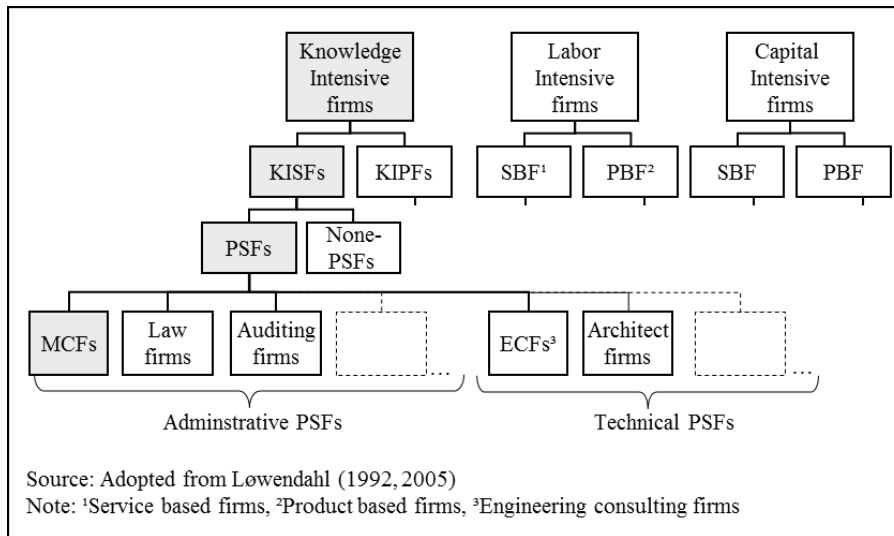 Knowledge
Intensive
firms
Labor
Intensive
firms
Capital
Intensive
firms
KISFs
KIPFs
SBF¹
PBF²
SBF
PBF
PSFs
None-
PSFs
MCFs
Law
firms
Auditing
firms
...
ECFs³
Architect
firms
...
Adminstrative PSFs
Technical PSFs
Source: Adopted from Løwendahl (1992, 2005)
Note: ¹Service based firms, ²Product based firms, ³Engineering consulting firms